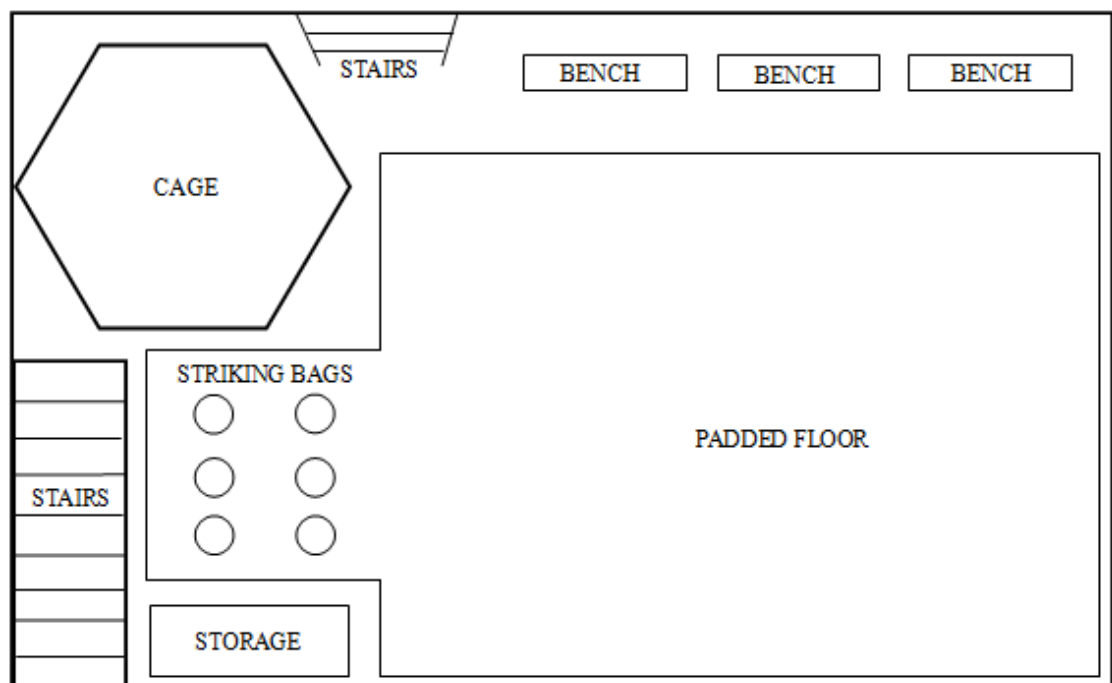 STAIRS
BENCH
BENCH
BENCH
CAGE
STRIKING BAGS
PADDED FLOOR
STAIRS
STORAGE